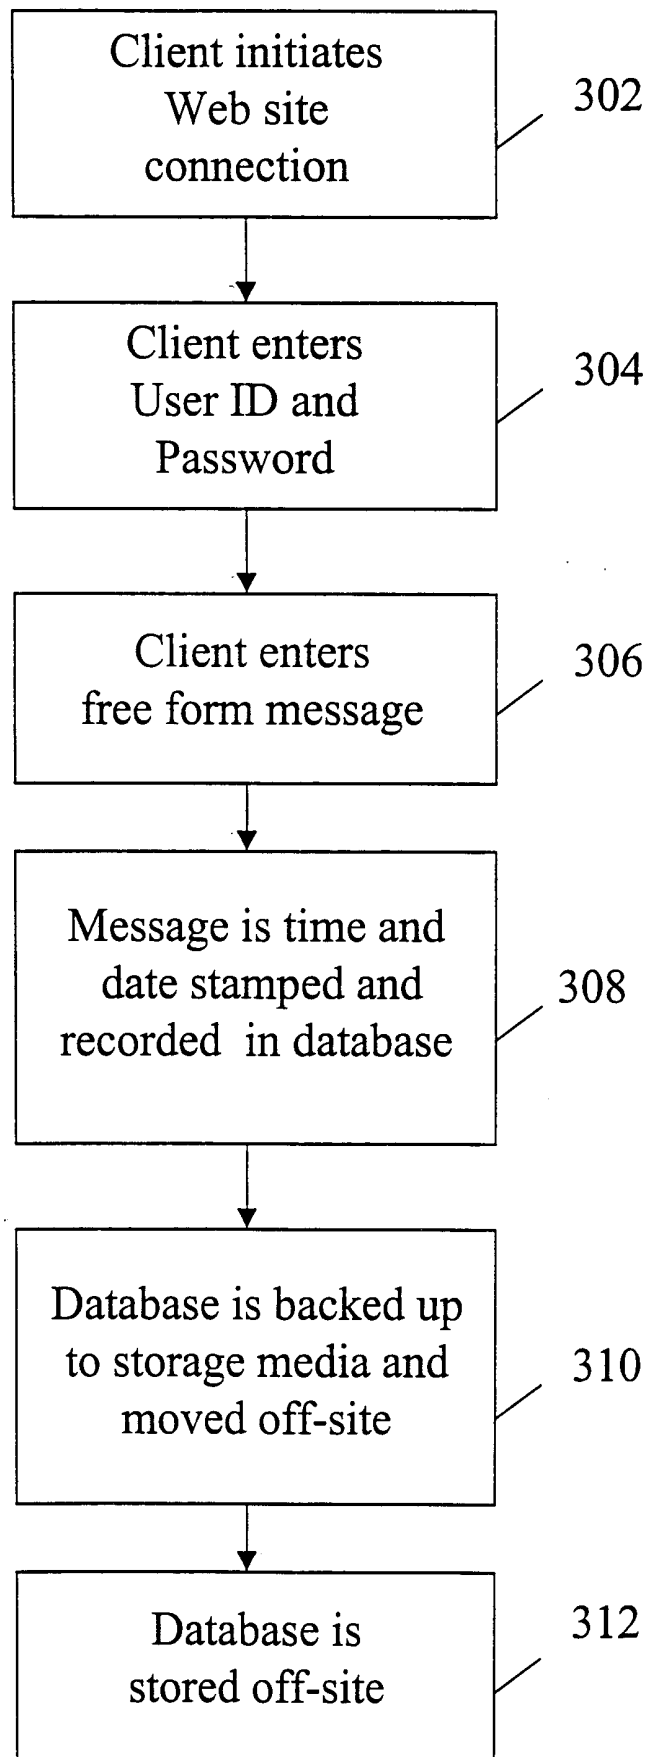 Client initiates
Web site
connection
302
Client enters
User ID and
Password
304
Client enters
free form message
306
Message is time and
date stamped and
recorded in database
308
Database is backed up
to storage media and
moved off-site
310
Database is
stored off-site
312